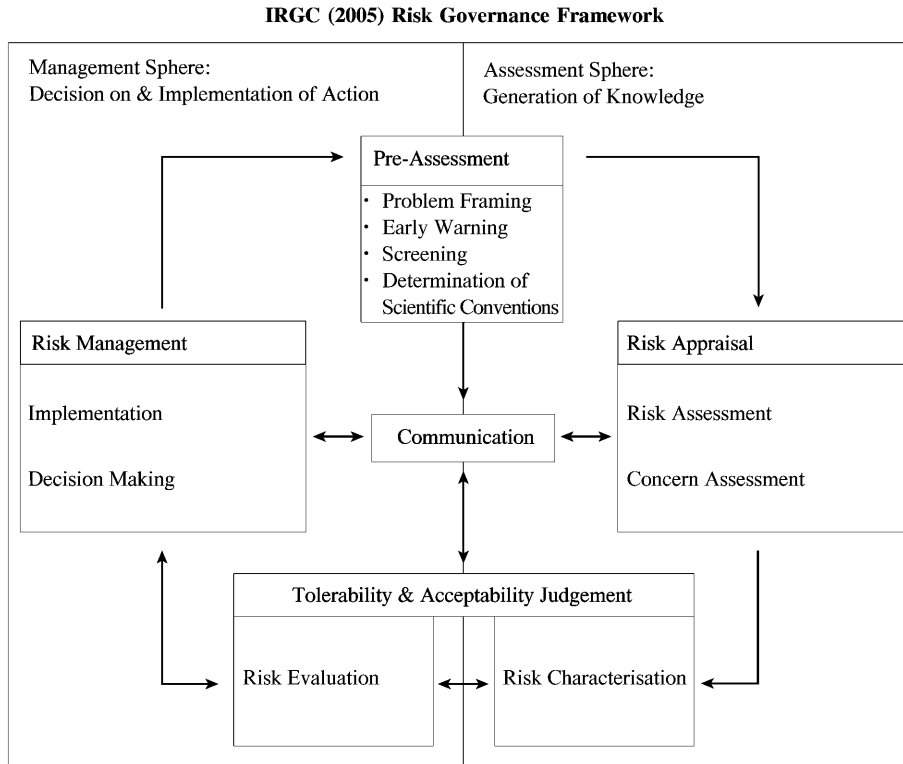 IRGC (2005) Risk Governance Framework
Management Sphere:
Decision on & Implementation of Action
Assessment Sphere:
Generation of Knowledge
Pre-Assessment
· Problem Framing
· Early Warning
· Screening
· Determination of
Scientific Conventions
Risk Management
Implementation
Decision Making
Communication
Risk Appraisal
Risk Assessment
Concern Assessment
Tolerability & Acceptability Judgement
Risk Evaluation
Risk Characterisation